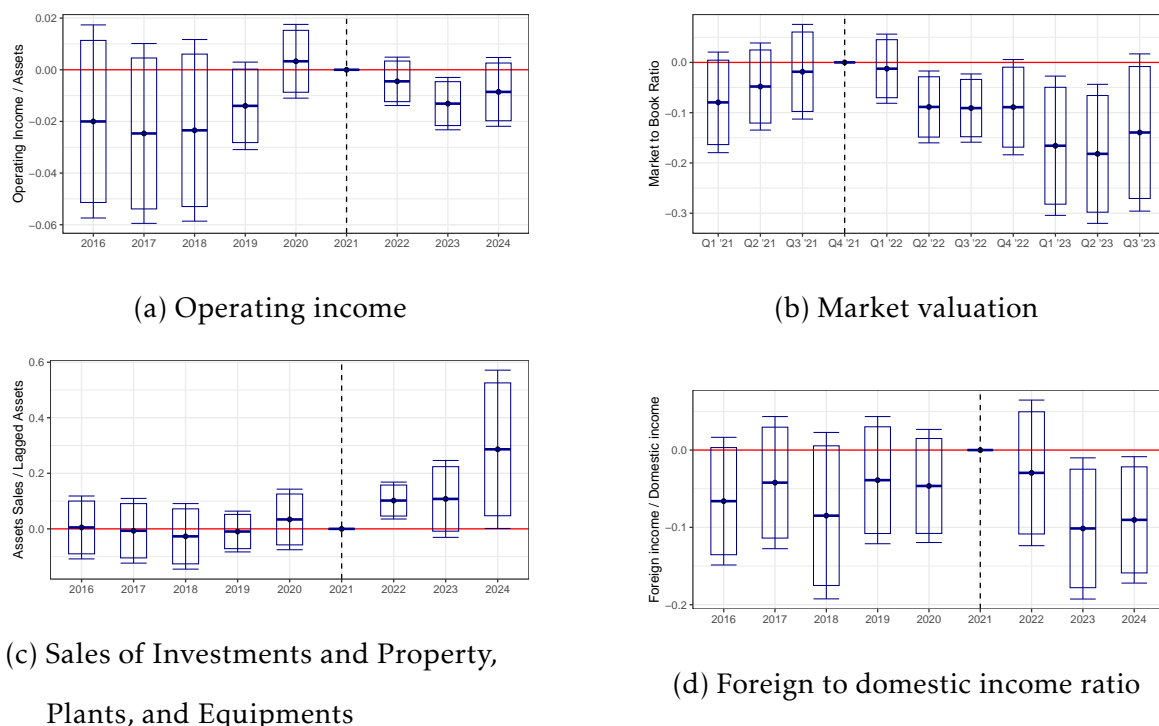 Operating Income / Assets
0.02
0.00
−0.02
−0.04
−0.06
2016 2017 2018 2019 2020 2021 2022 2023 2024
(a) Operating income
Market to Book Ratio
0.0
−0.1
−0.2
−0.3
Q1 '21 Q2 '21 Q3 '21 Q4 '21 Q1 '22 Q2 '22 Q3 '22 Q4 '22 Q1 '23 Q2 '23 Q3 '23
(b) Market valuation
Assets Sales / Lagged Assets
0.6
0.4
0.2
0.0
2016 2017 2018 2019 2020 2021 2022 2023 2024
(c) Sales of Investments and Property,
Plants, and Equipments
Foreign income / Domestic income
0.0
−0.1
−0.2
2016 2017 2018 2019 2020 2021 2022 2023 2024
(d) Foreign to domestic income ratio